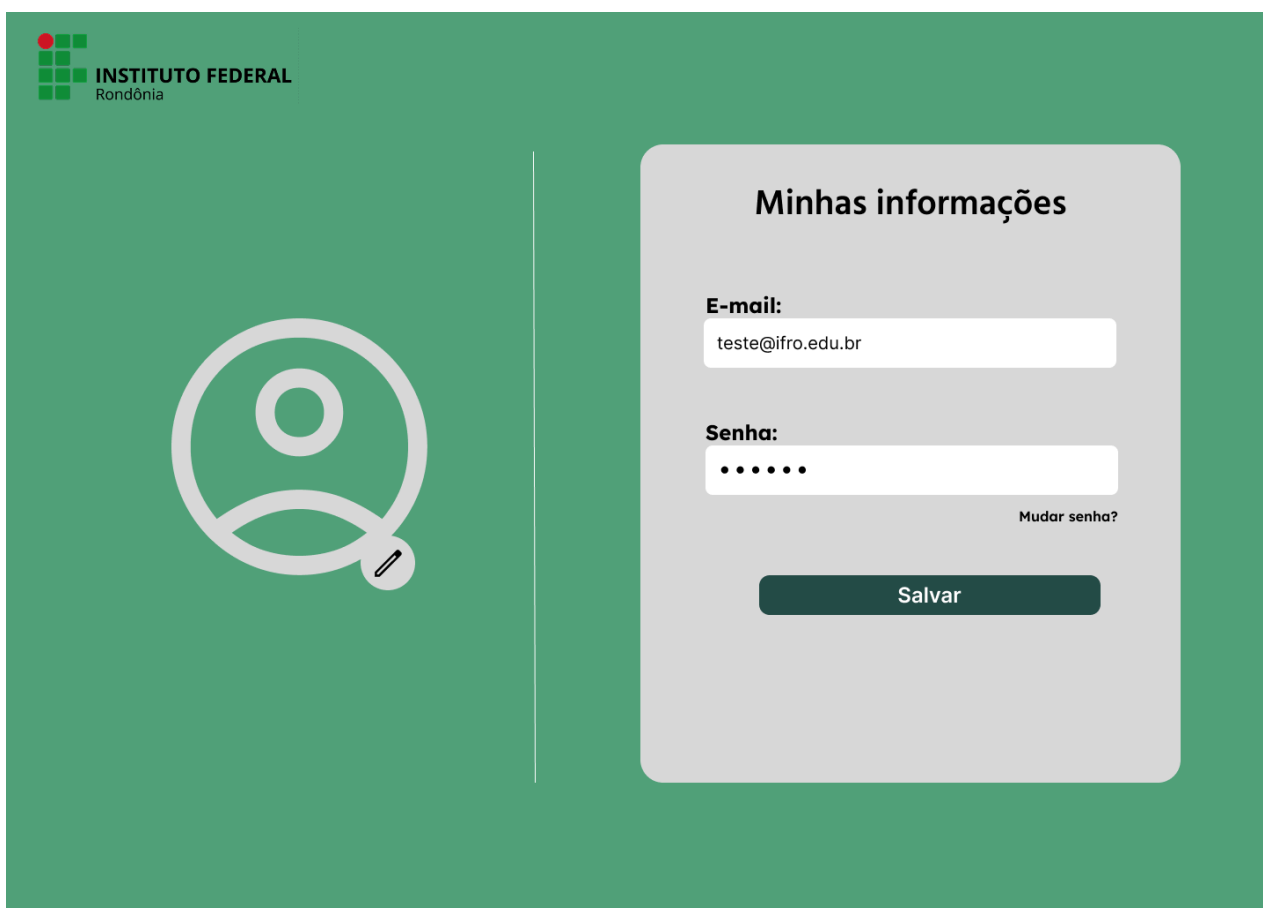 INSTITUTO FEDERAL
Rondônia
Minhas informações
E-mail:
teste@ifro.edu.br
Senha:
••••••
Mudar senha?
Salvar